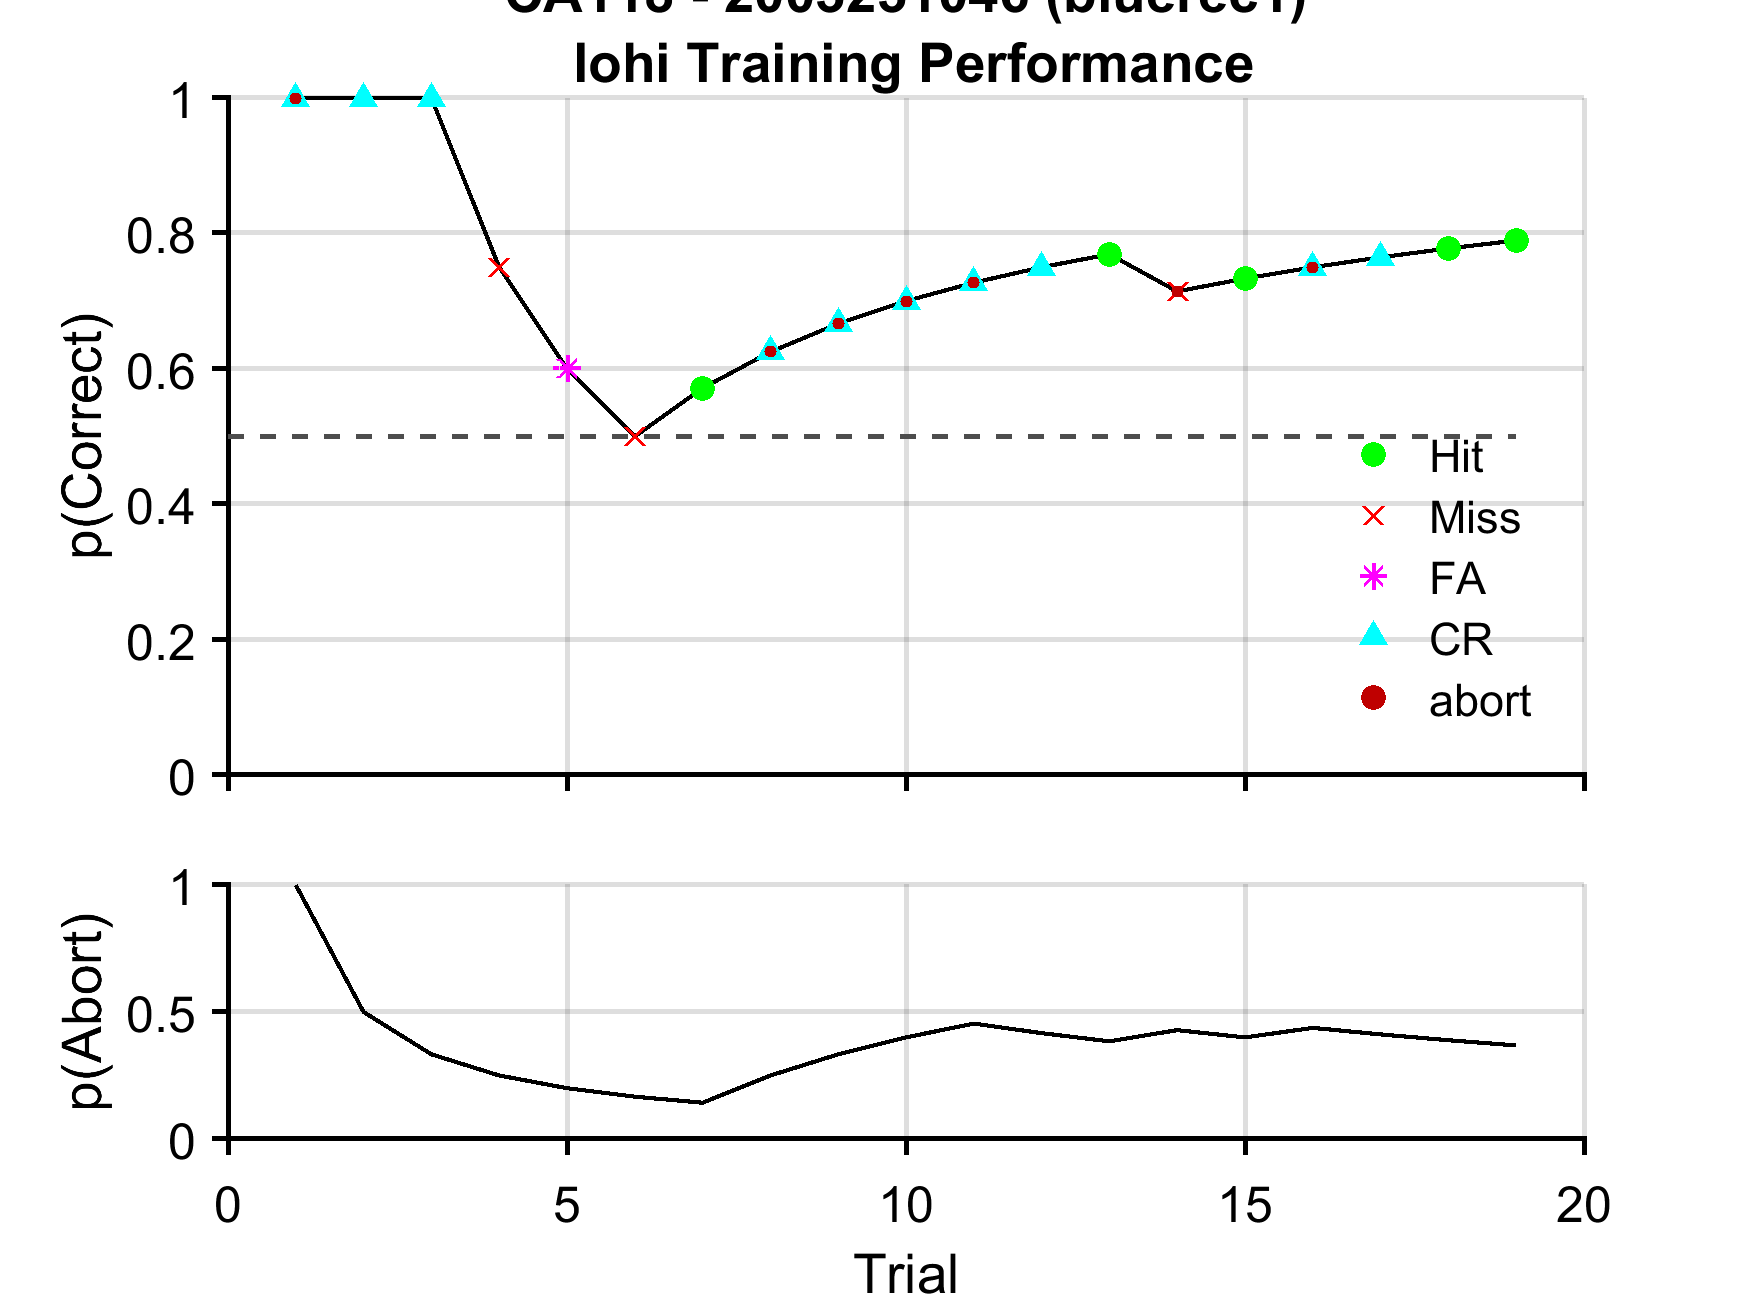 lohi Training Performance
1
0.8
0.6
0.4
0.2
0
p(Correct)
Hit
Miss
FA
CR
abort
1
0.5
0
p(Abort)
0 5 10 15 20
Trial